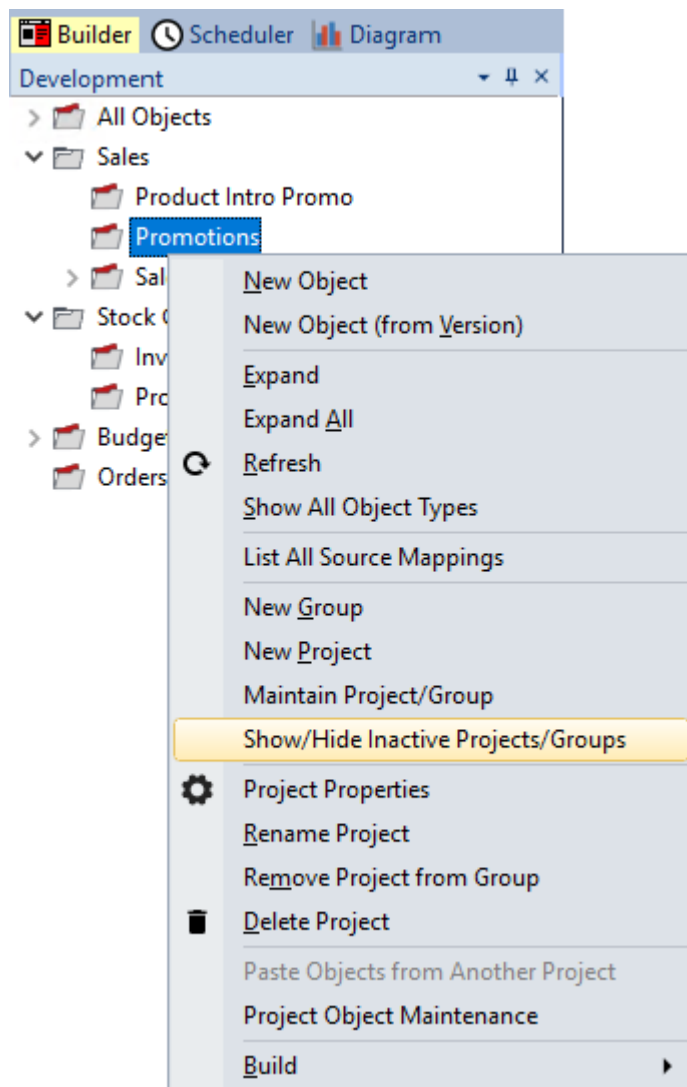 Builder Scheduler Diagram
Development
All Objects
Sales
Product Intro Promo
Promotions
Sal
Stock
Inv
Pro
Budge
Orders
New Object
New Object (from Version)
Expand
Expand All
Refresh
Show All Object Types
List All Source Mappings
New Group
New Project
Maintain Project/Group
Show/Hide Inactive Projects/Groups
Project Properties
Rename Project
Remove Project from Group
Delete Project
Paste Objects from Another Project
Project Object Maintenance
Build